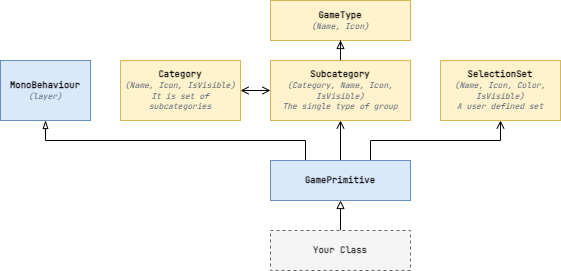 GameType
(Name, Icon)
MonoBehaviour
(layer)
Category
(Name, Icon, IsVisible)
It is set of
subcategories
Subcategory
(Category, Name, Icon,
IsVisible)
The single type of group
SelectionSet
(Name, Icon, Color,
IsVisible)
A user defined set
GamePrimitive
Your Class